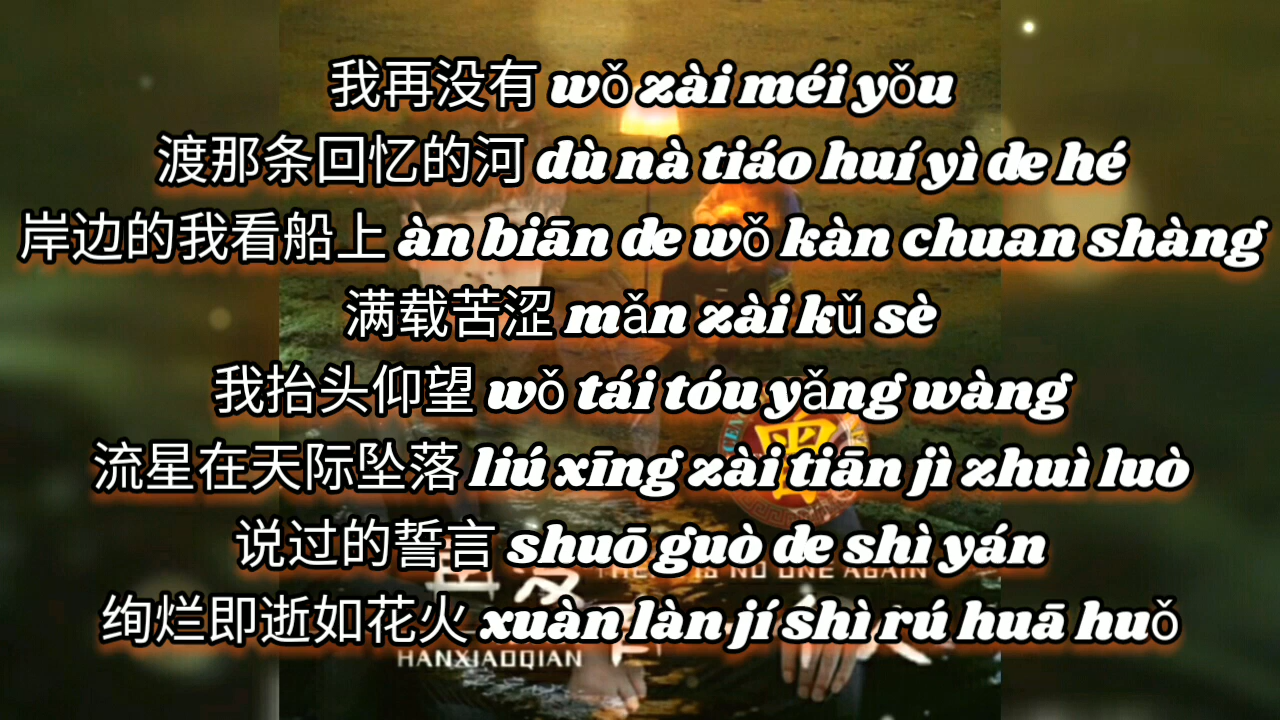 我再没有 wǒ zài méi yǒu
渡那条回忆的河 dù nà tiáo huí yì de hé
岸边的我看船上 àn biān de wǒ kàn chuan shàng
满载苦涩 mǎn zài kǔ sè
我抬头仰望 wǒ tái tóu yǎng wàng
流星在天际坠落 liú xīng zài tiān jì zhuì luò
说过的誓言 shuō guò de shì yán
IS NO ONE AGAIN
绚烂即逝如花火 xuàn làn jí shì rú huā huǒ
HANXIAOQIAN